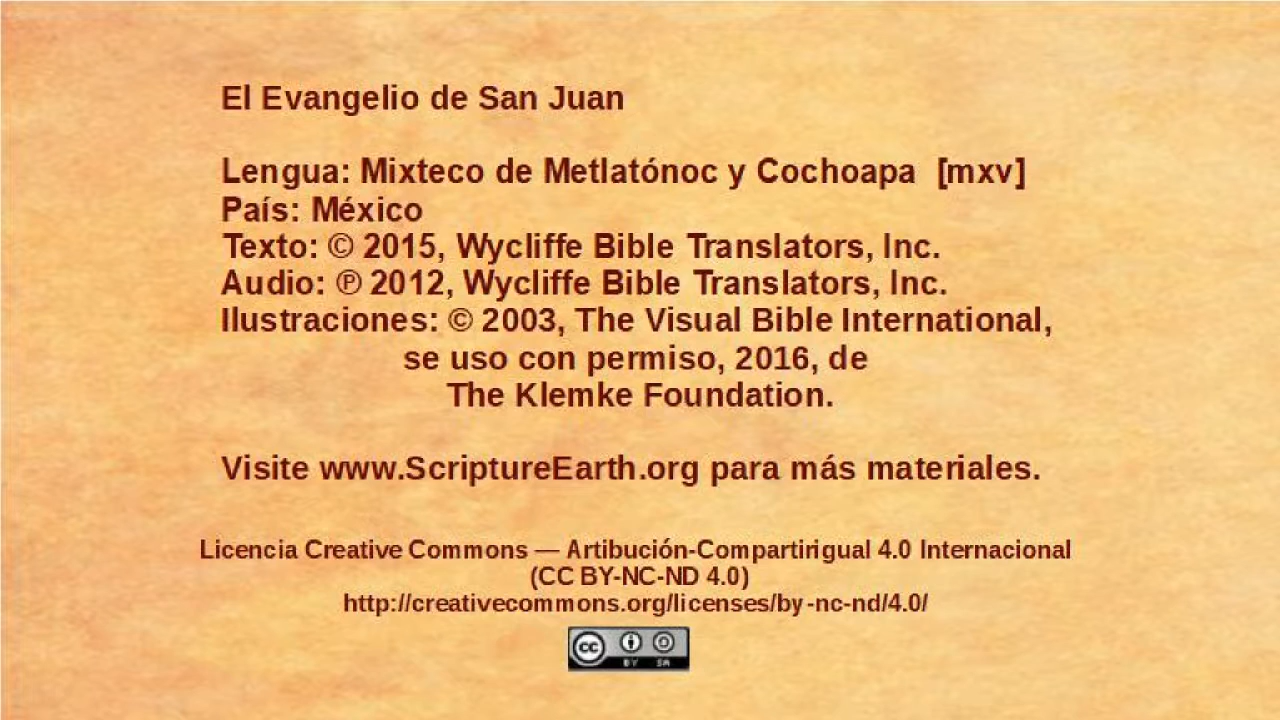 El Evangelio de San Juan
Lengua: Mixteco de Metlatónoc y Cochoapa [mxv]
País: México
Texto: © 2015, Wycliffe Bible Translators, Inc.
Audio: ℗ 2012, Wycliffe Bible Translators, Inc.
Ilustraciones: © 2003, The Visual Bible International,
se uso con permiso, 2016, de
The Klemke Foundation.
Visite www.ScriptureEarth.org para más materiales.
Licencia Creative Commons — Artibución-Compartirigual 4.0 Internacional
(CC BY-NC-ND 4.0)
http://creativecommons.org/licenses/by-nc-nd/4.0/
cc BY SA